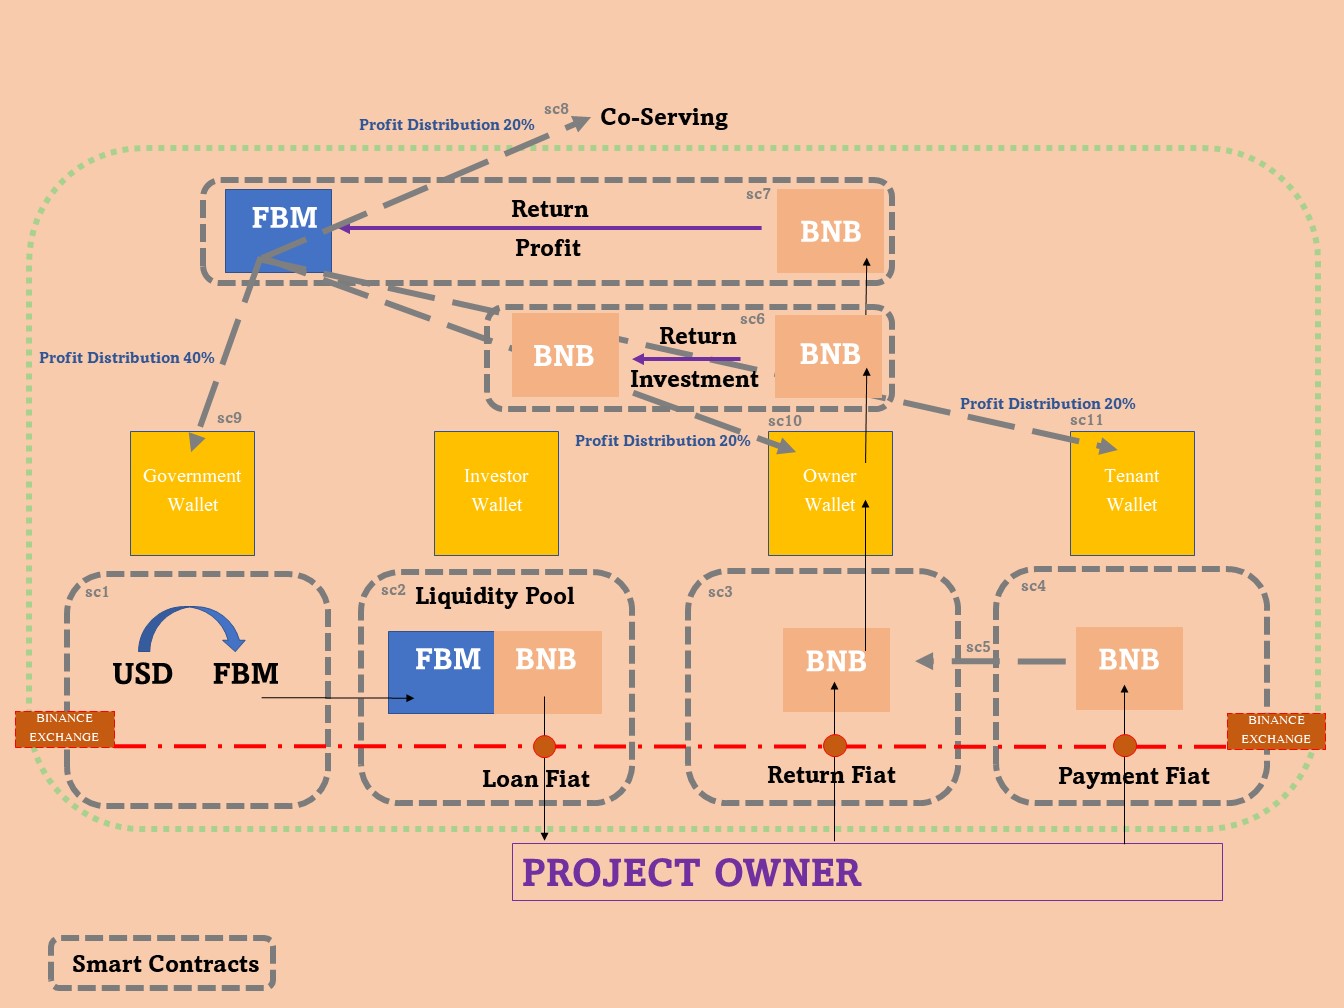 sc8
Profit Distribution 20%
Co-Serving
FBM
Return
Profit
sc7
BNB
BNB
Return
Investment
sc6
BNB
Profit Distribution 40%
sc9
Profit Distribution 20%
sc10
Profit Distribution 20%
sc11
Government
Wallet
Investor
Wallet
Owner
Wallet
Tenant
Wallet
sc1
USD
FBM
sc2
Liquidity Pool
FBM
BNB
sc3
BNB
sc5
sc4
BNB
BINANCE
EXCHANGE
BINANCE
EXCHANGE
Loan Fiat
Return Fiat
Payment Fiat
PROJECT OWNER
Smart Contracts